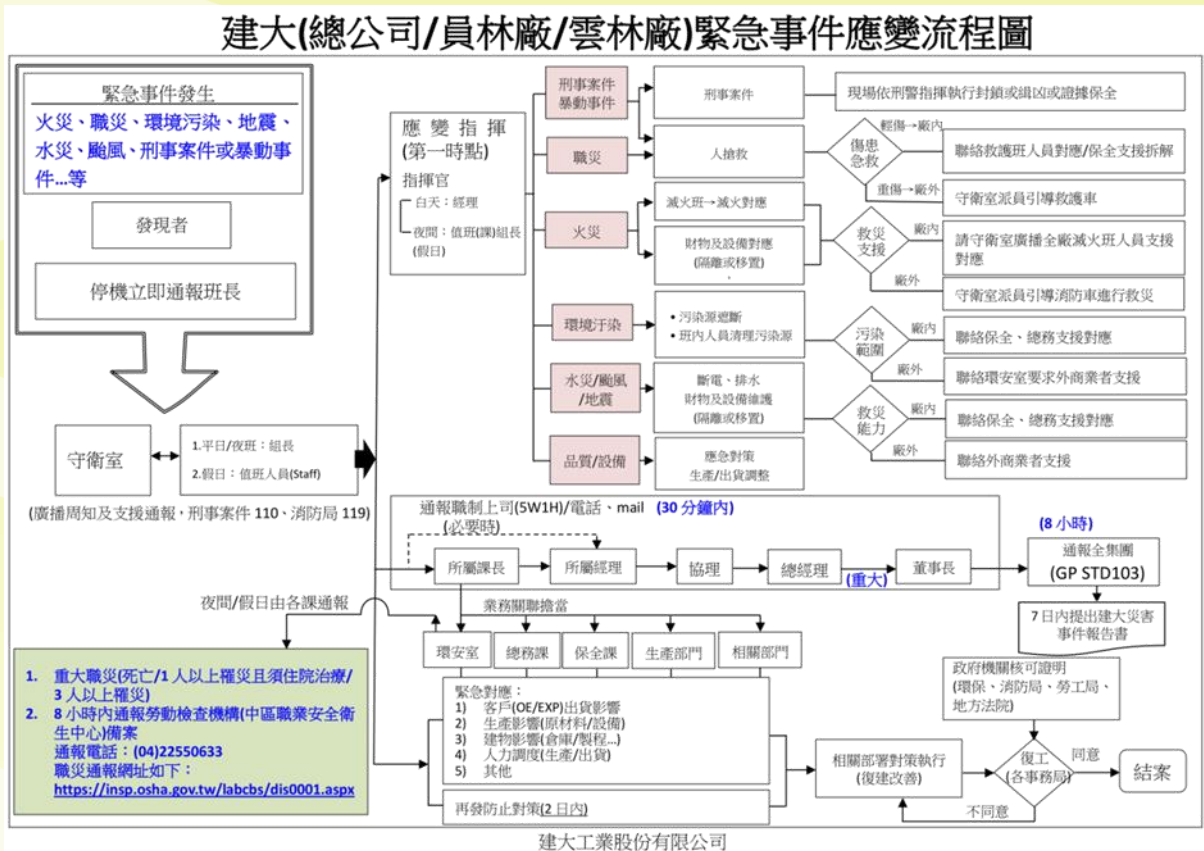 建大(總公司/員林廠/雲林廠)緊急事件應變流程圖
緊急事件發生
火災、職災、環境污染、地震、
水災、颱風、刑事案件或暴動事
件...等
發現者
停機立即通報班長
守衛室
1.平日/夜班：組長
2.假日：值班人員(Staff)
(廣播周知及支援通報，刑事案件 110、消防局 119)
應變指揮
(第一時點)
指揮官
白天：經理
夜間：值班(課)組長
(假日)
刑事案件
暴動事件
刑事案件
現場依刑警指揮執行封鎖或緝凶或證據保全
職災
人搶救
傷患
急救
輕傷→廠內
聯絡救護班人員對應/保全支援拆解
重傷→廠外
守衛室派員引導救護車
火災
滅火班→滅火對應
財物及設備對應
(隔離或移置)
救災
支援
廠內
請守衛室廣播全廠滅火班人員支援
對應
廠外
守衛室派員引導消防車進行救災
環境汙染
• 污染源遮斷
• 班內人員清理污染源
污染
範圍
廠內
聯絡保全、總務支援對應
廠外
聯絡環安室要求外商業者支援
水災/颱風
/地震
斷電、排水
財物及設備維護
(隔離或移置)
救災
能力
廠內
聯絡保全、總務支援對應
廠外
聯絡外商業者支援
品質/設備
應急對策
生產/出貨調整
通報職制上司(5W1H)/電話、mail (30 分鐘內)
(必要時)
所屬課長
所屬經理
協理
總經理
(重大)
董事長
(8 小時)
通報全集團
(GP STD103)
7 日內提出建大災害
事件報告書
夜間/假日由各課通報
業務關聯擔當
環安室
總務課
保全課
生產部門
相關部門
1. 重大職災(死亡/1 人以上罹災且須住院治療/
3 人以上罹災)
2. 8 小時內通報勞動檢查機構(中區職業安全衛
生中心)備案
通報電話：(04)22550633
職災通報網址如下：
https://insp.osha.gov.tw/labcbs/dis0001.aspx
緊急對應：
1) 客戶(OE/EXP)出貨影響
2) 生產影響(原材料/設備)
3) 建物影響(倉庫/製程...)
4) 人力調度(生產/出貨)
5) 其他
再發防止對策(2 日內)
政府機關核可證明
(環保、消防局、勞工局、
地方法院)
相關部署對策執行
(復建改善)
復工
(各事務局)
同意
不同意
結案
建大工業股份有限公司